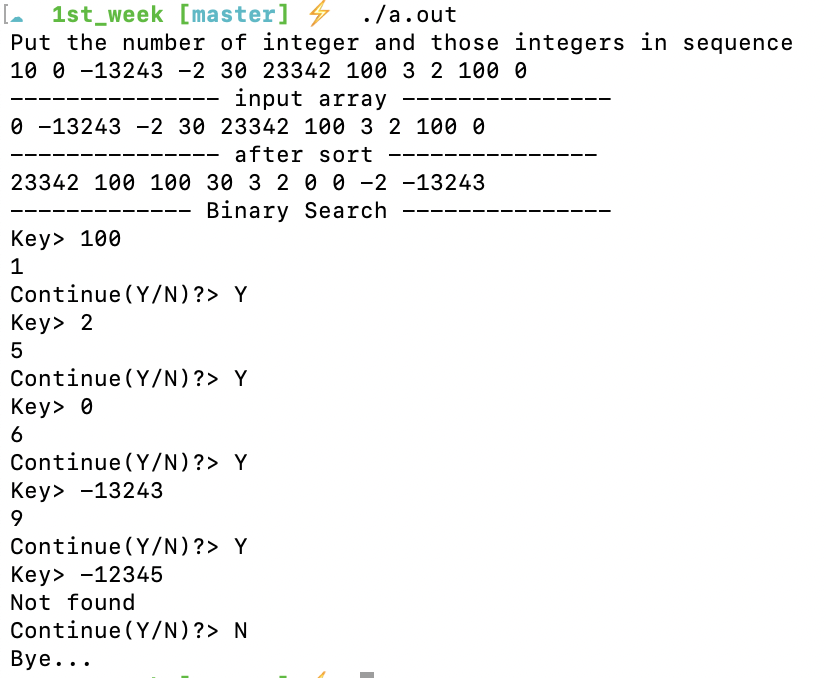 1st_week [master] ⚡ ./a.out
Put the number of integer and those integers in sequence
10 0 -13243 -2 30 23342 100 3 2 100 0
--------------- input array ---------------
0 -13243 -2 30 23342 100 3 2 100 0
--------------- after sort ---------------
23342 100 100 30 3 2 0 0 -2 -13243
------------- Binary Search ---------------
Key> 100
1
Continue(Y/N)?> Y
Key> 2
5
Continue(Y/N)?> Y
Key> 0
6
Continue(Y/N)?> Y
Key> -13243
9
Continue(Y/N)?> Y
Key> -12345
Not found
Continue(Y/N)?> N
Bye...